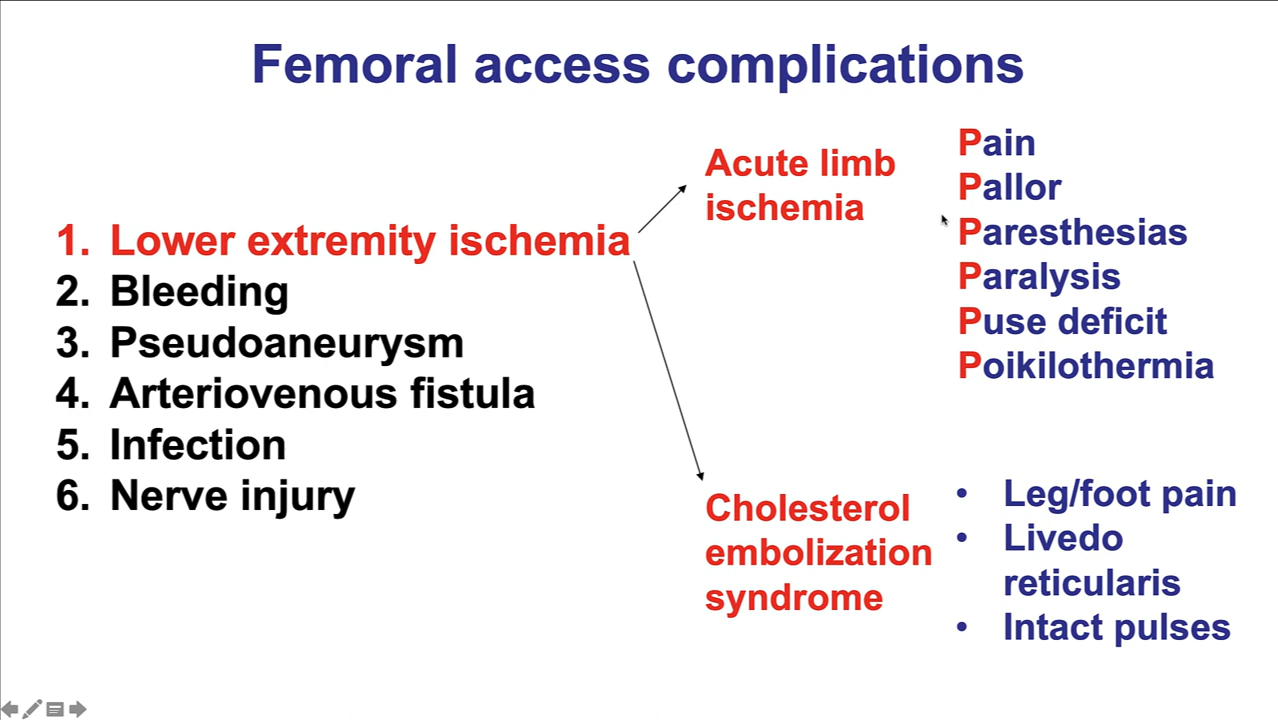 Femoral access complications
1. Lower extremity ischemia
2. Bleeding
3. Pseudoaneurysm
4. Arteriovenous fistula
5. Infection
6. Nerve injury
Acute limb
ischemia
Pain
Pallor
Paresthesias
Paralysis
Puse deficit
Poikilothermia
Cholesterol
embolization
syndrome
• Leg/foot pain
• Livedo
reticularis
• Intact pulses